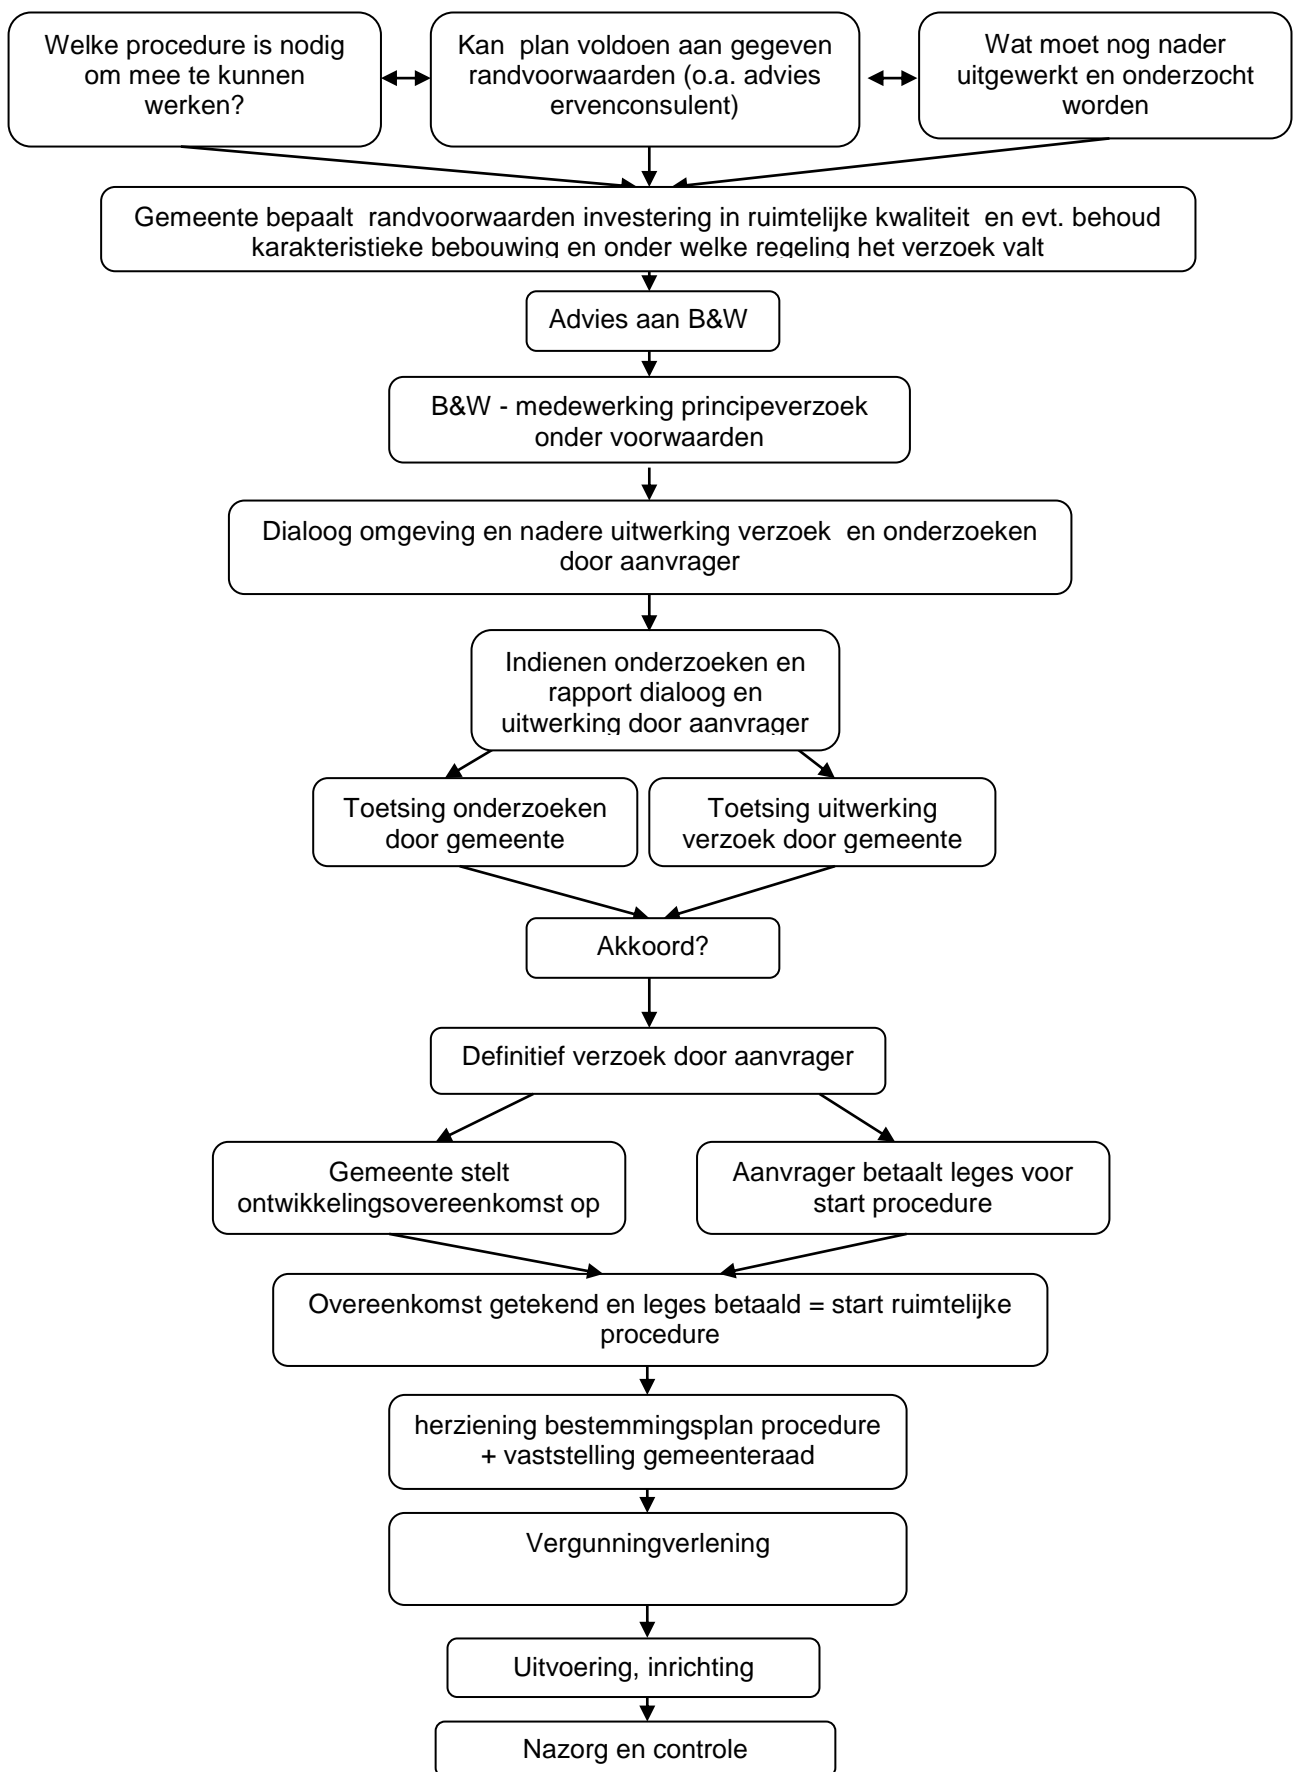 Welke procedure is nodig
om mee te kunnen
werken?
Kan plan voldoen aan gegeven
randvoorwaarden (o.a. advies
ervenconsulent)
Wat moet nog nader
uitgewerkt en onderzocht
worden
Gemeente bepaalt randvoorwaarden investering in ruimtelijke kwaliteit en evt. behoud
karakteristieke bebouwing en onder welke regeling het verzoek valt
Advies aan B&W
B&W - medewerking principeverzoek
onder voorwaarden
Dialoog omgeving en nadere uitwerking verzoek en onderzoeken
door aanvrager
Indienen onderzoeken en
rapport dialoog en
uitwerking door aanvrager
Toetsing onderzoeken
door gemeente
Toetsing uitwerking
verzoek door gemeente
Akkoord?
Definitief verzoek door aanvrager
Gemeente stelt
ontwikkelingsovereenkomst op
Aanvrager betaalt leges voor
start procedure
Overeenkomst getekend en leges betaald = start ruimtelijke
procedure
herziening bestemmingsplan procedure
+ vaststelling gemeenteraad
Vergunningverlening
Uitvoering, inrichting
Nazorg en controle